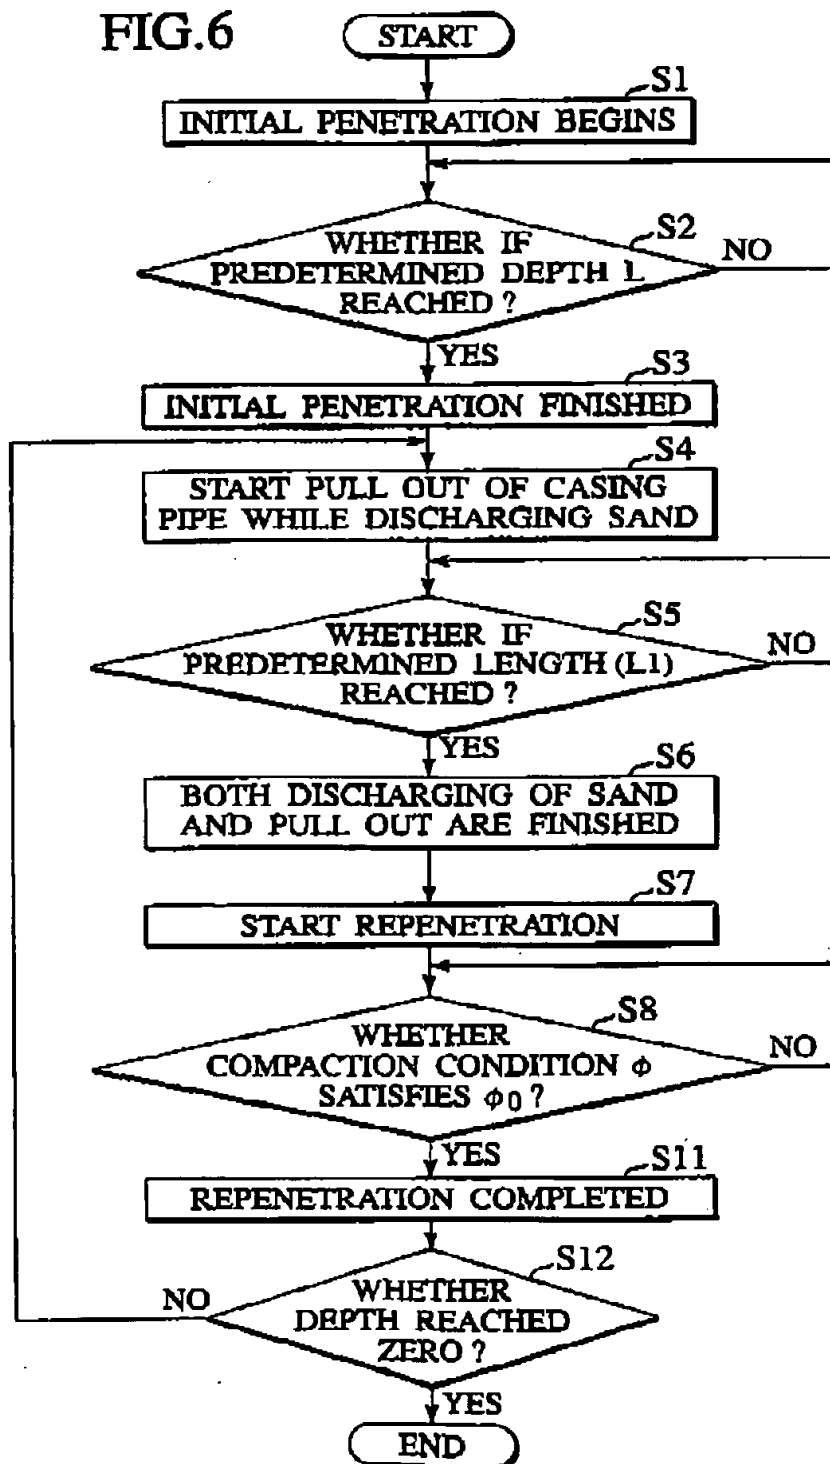 FIG.6
START
S1
INITIAL PENETRATION BEGINS
S2
WHETHER IF
PREDETERMINED DEPTH L
REACHED ?
NO
YES
S3
INITIAL PENETRATION FINISHED
S4
START PULL OUT OF CASING
PIPE WHILE DISCHARGING SAND
S5
WHETHER IF
PREDETERMINED LENGTH (L1)
REACHED ?
NO
YES
S6
BOTH DISCHARGING OF SAND
AND PULL OUT ARE FINISHED
S7
START REPENETRATION
S8
WHETHER
COMPACTION CONDITION φ
SATISFIES φ0 ?
NO
YES
S11
REPENETRATION COMPLETED
S12
WHETHER
DEPTH REACHED
ZERO ?
NO
YES
END